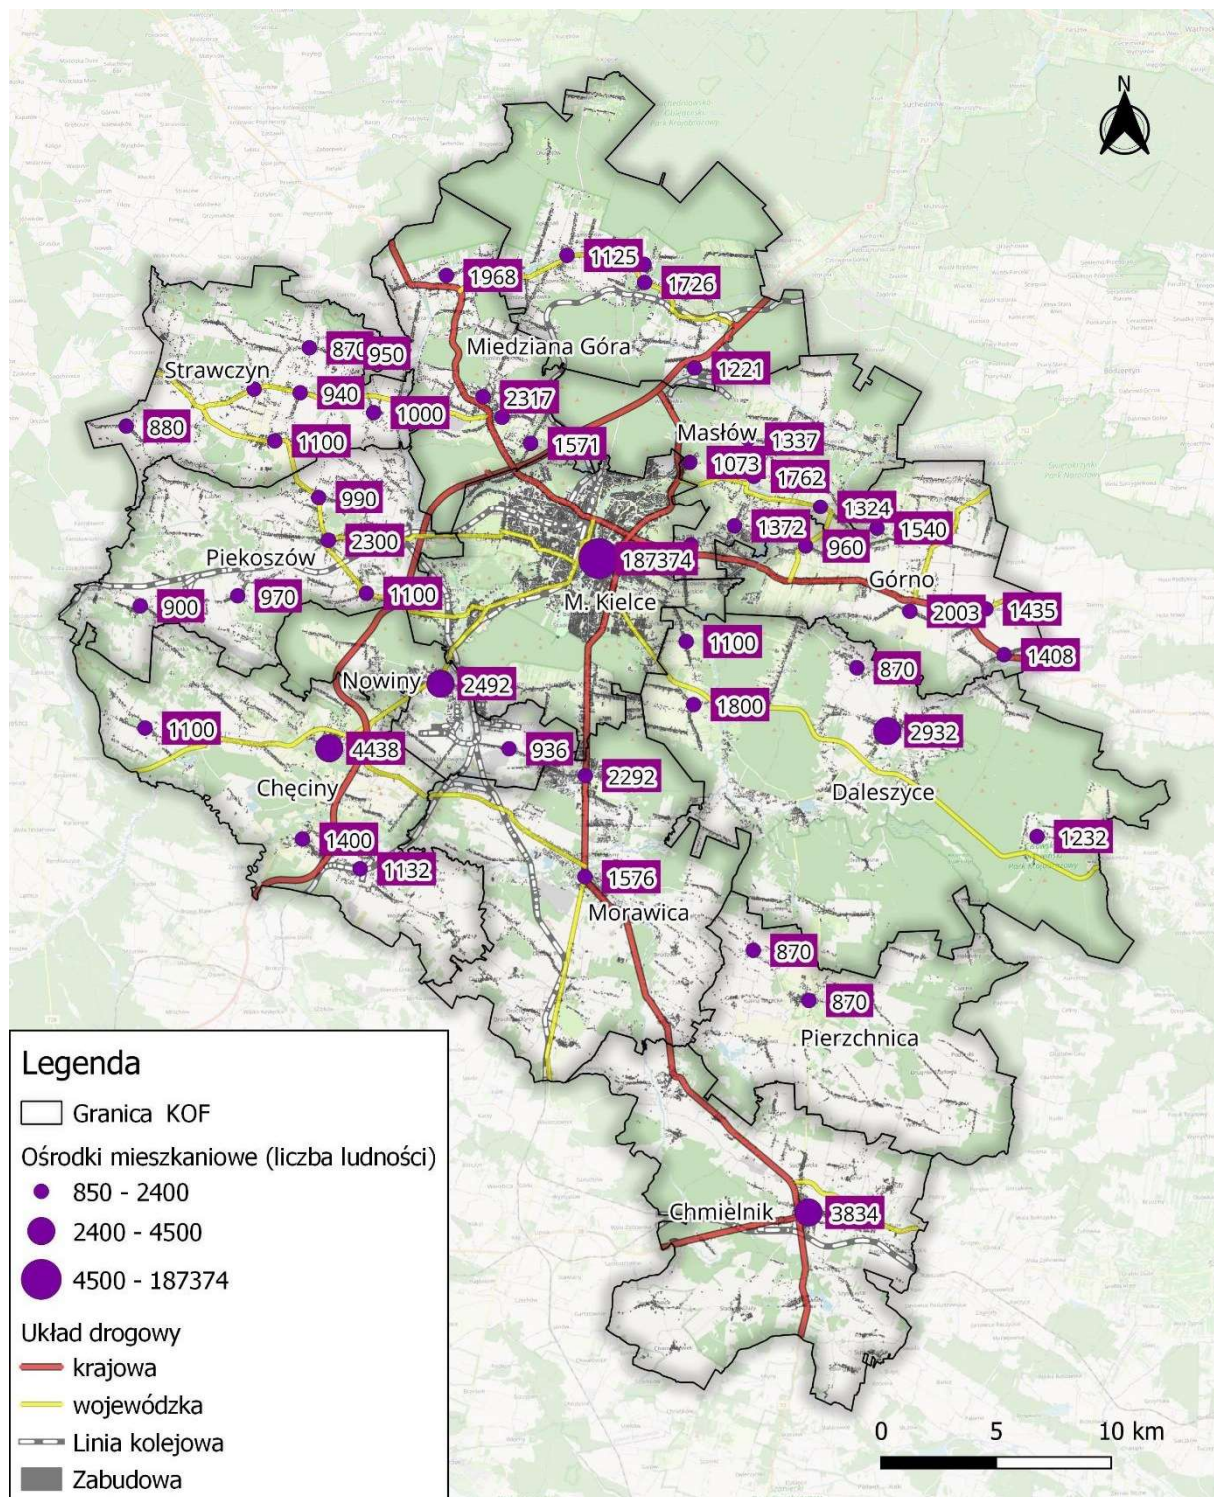 N
1968
1125
1726
Miedziana Góra
1221
870
950
Strawczyn
940
1000
2317
880
1100
1571
Masłów
1337
1073
1762
990
1324
1540
1372
960
2300
Piekoszów
187374
Górno
M. Kielce
900
970
1100
2003
1435
1100
1408
870
Nowiny
2492
1800
2932
1100
4438
936
2292
Chęciny
Daleszyce
1400
1132
1232
1576
Morawica
870
870
Pierzchnica
Chmielnik
3834
Legenda
Granica KOF
Ośrodki mieszkaniowe (liczba ludności)
850 - 2400
2400 - 4500
4500 - 187374
Układ drogowy
krajowa
wojewódzka
Linia kolejowa
Zabudowa
0 5 10 km